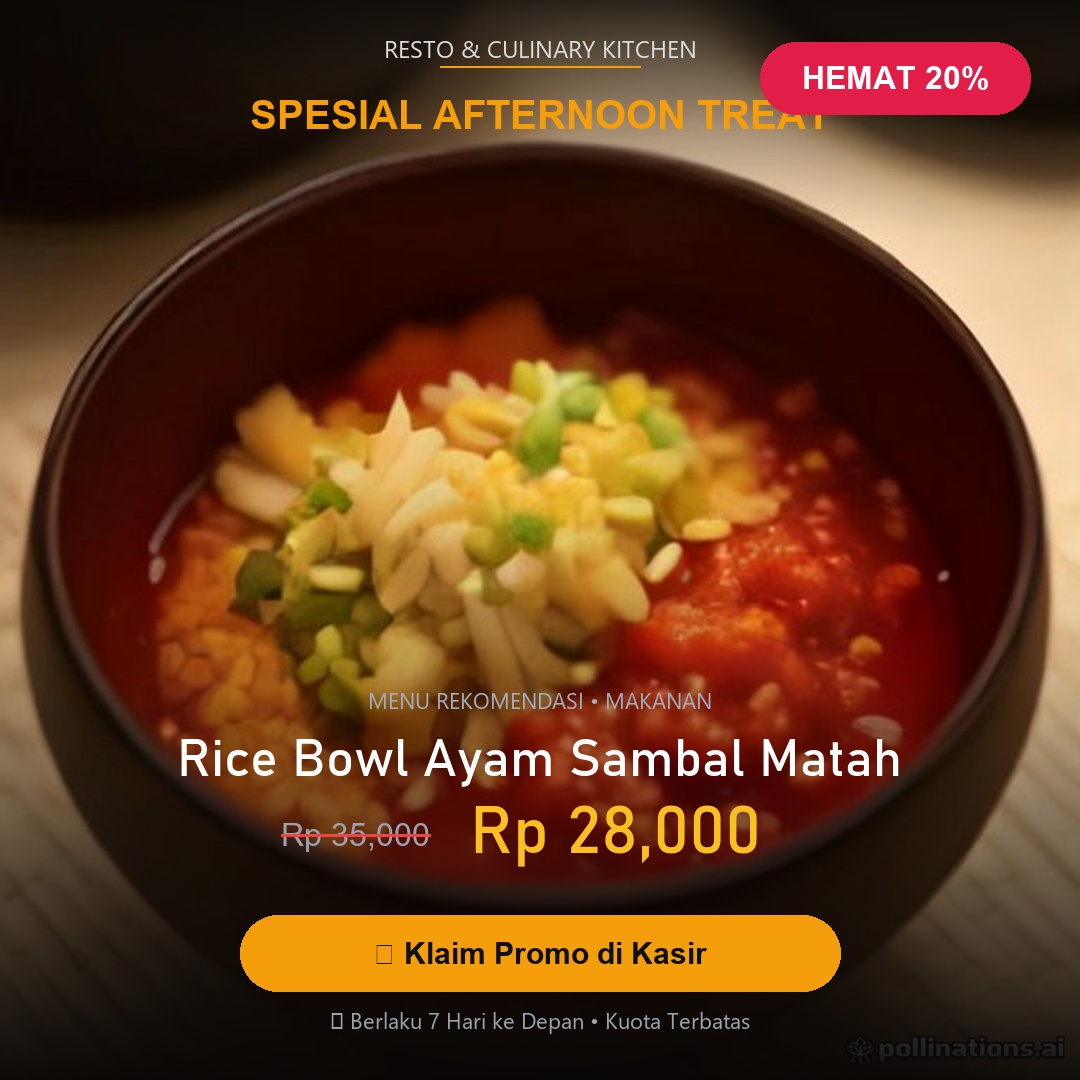 RESTO & CULINARY KITCHEN
HEMAT 20%
SPESIAL AFTERNOON TREAT
MENU REKOMENDASI • MAKANAN
Rice Bowl Ayam Sambal Matah
Rp 35,000 Rp 28,000
Klaim Promo di Kasir
Berlaku 7 Hari ke Depan • Kuota Terbatas
pollinations.ai